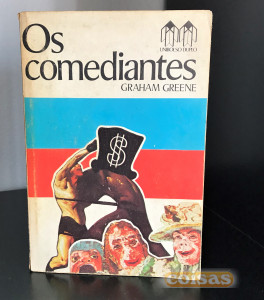 Os
comediantes
GRAHAM GREENE
UNIBOLSO DUPLO
$
coisas